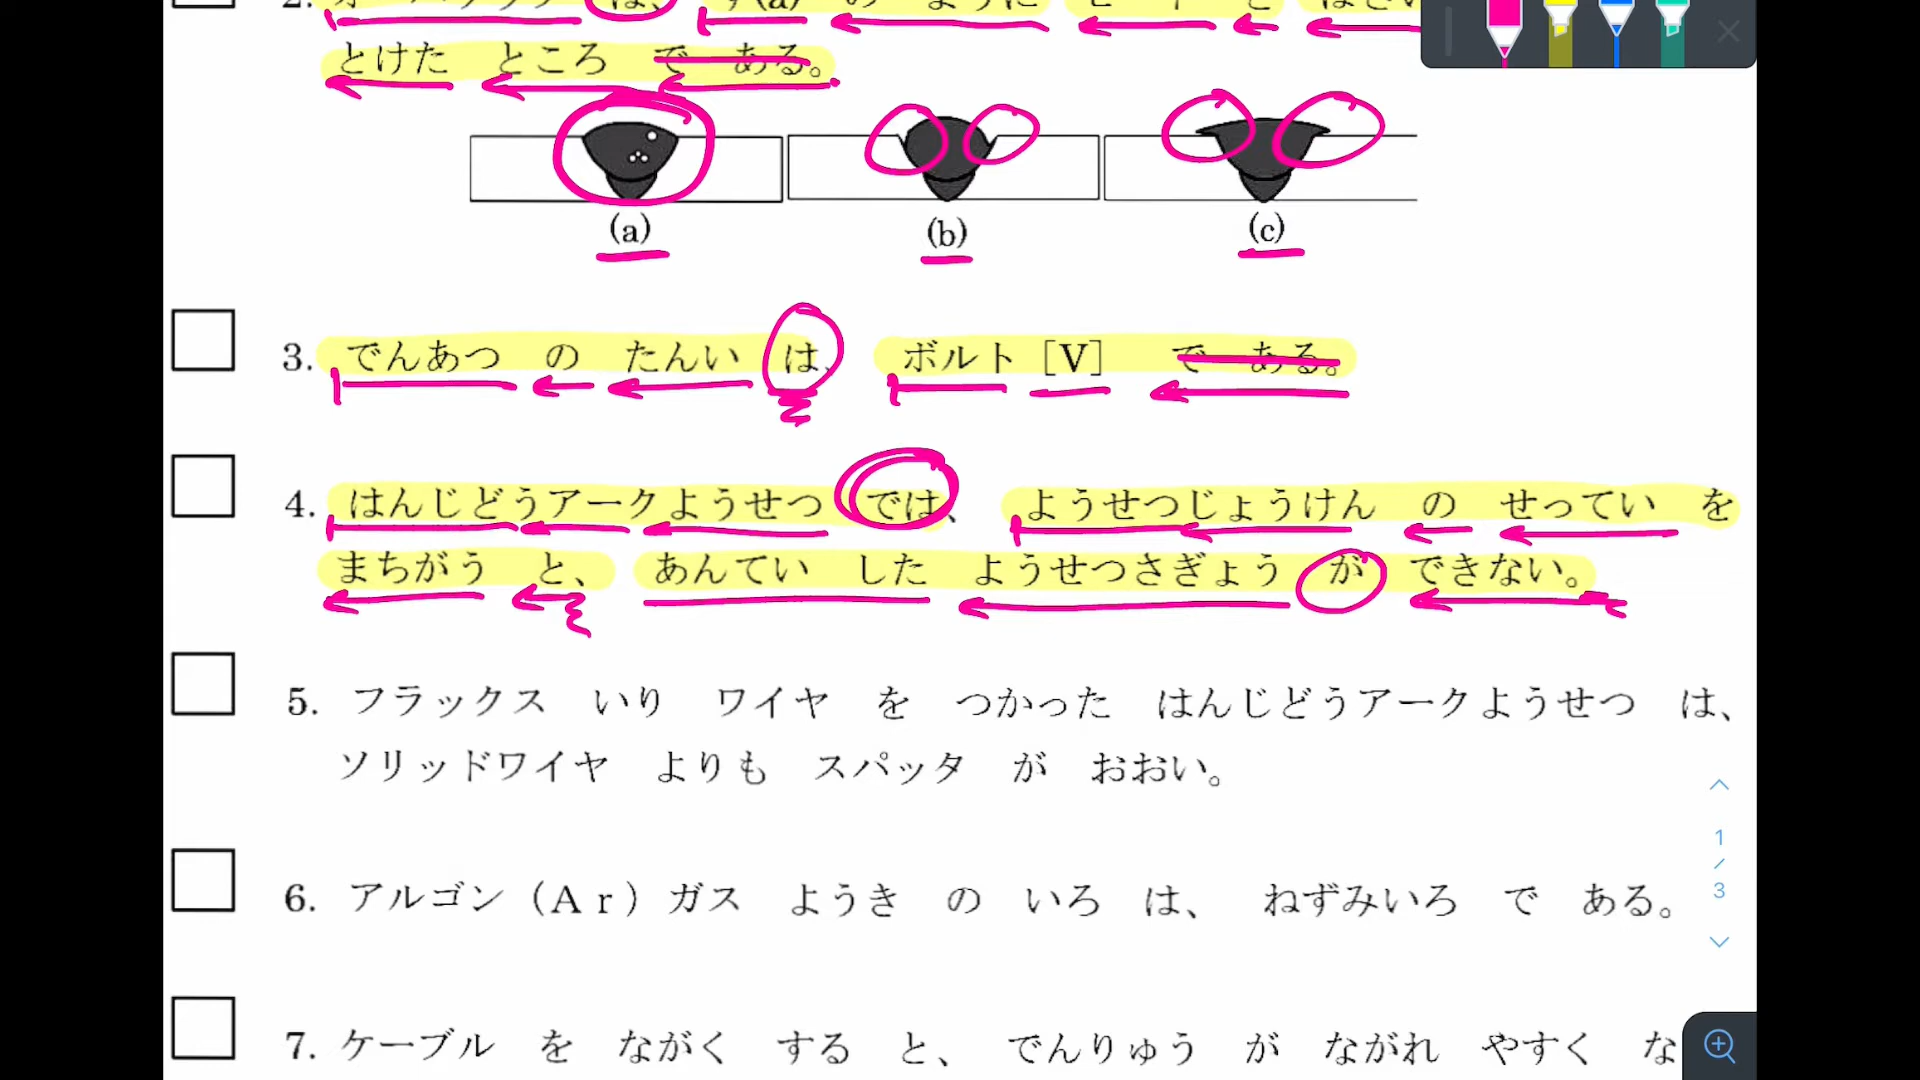 とけた ところ で ある。
(a) (b) (c)
3. でんあつ の たんい は、 ボルト [V] で ある。
4. はんじどうアークようせつ では、 ようせつじょうけん の せってい を
まちがう と、 あんてい した ようせつさぎょう が できない。
5. フラックス いり ワイヤ を つかった はんじどうアークようせつ は、
ソリッドワイヤ よりも スパッタ が おおい。
6. アルゴン（Ａｒ）ガス ようき の いろ は、 ねずみいろ で ある。
7. ケーブル を ながく する と、 でんりゅう が ながれ やすく な
1
/
3